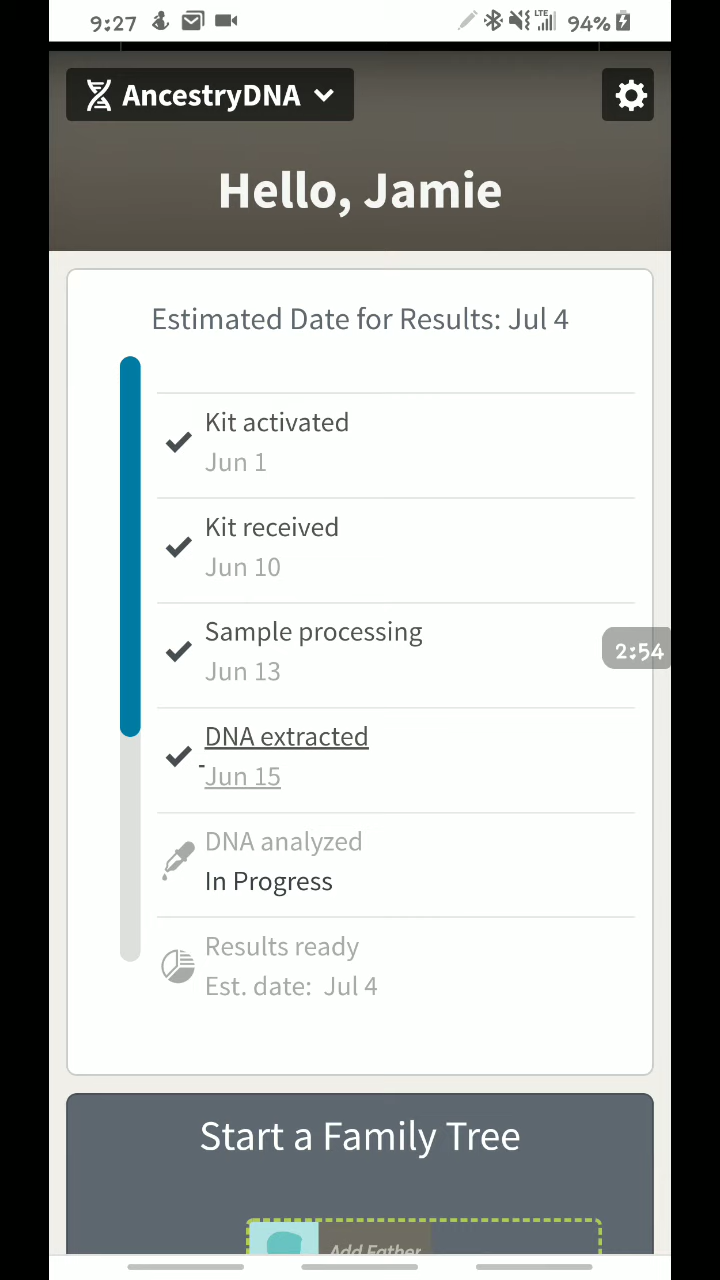 9:27
LTE
94%
AncestryDNA
Hello, Jamie
Estimated Date for Results: Jul 4
Kit activated
Jun 1
Kit received
Jun 10
Sample processing
Jun 13
2:54
DNA extracted
Jun 15
DNA analyzed
In Progress
Results ready
Est. date: Jul 4
Start a Family Tree
Add Father